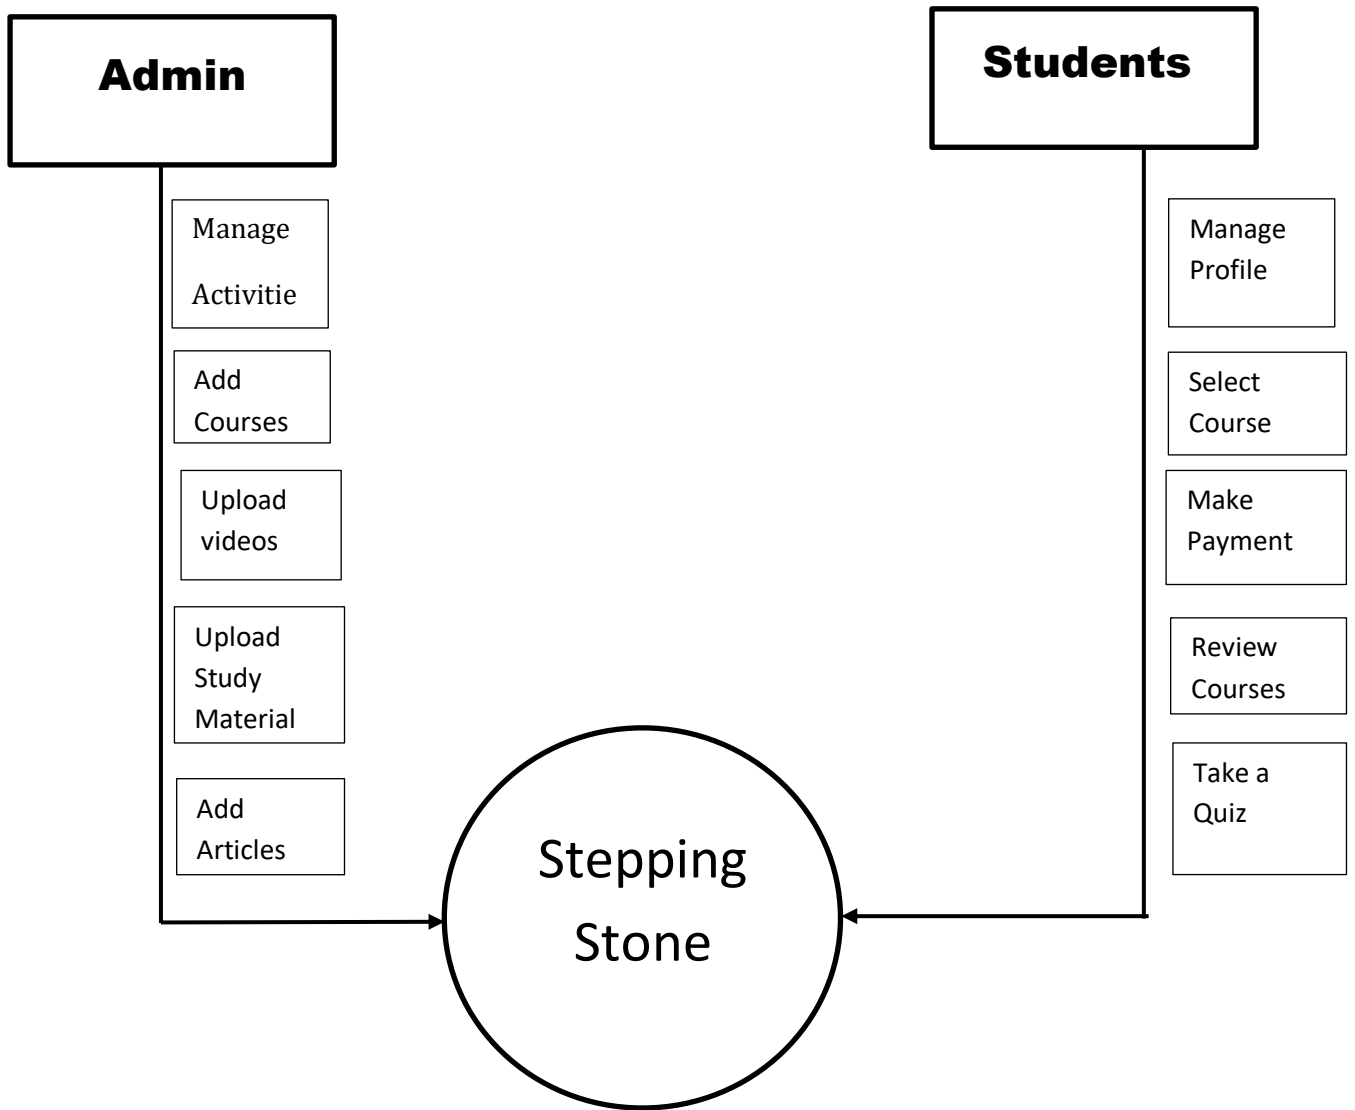 Admin
Students
Manage
Activitie
Add
Courses
Upload
videos
Upload
Study
Material
Add
Articles
Manage
Profile
Select
Course
Make
Payment
Review
Courses
Take a
Quiz
Stepping
Stone